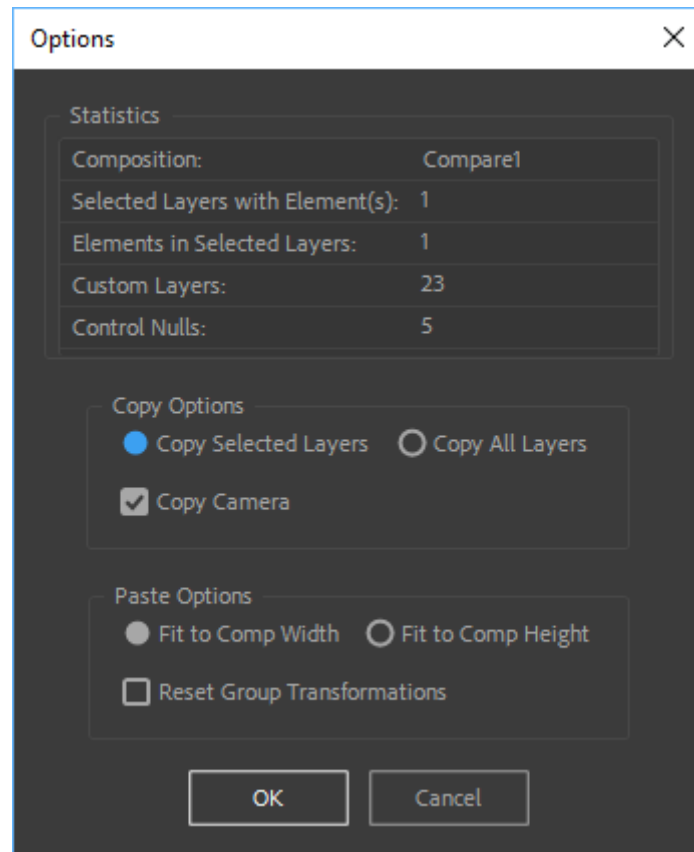 Options
Statistics
Composition: Compare1
Selected Layers with Element(s): 1
Elements in Selected Layers: 1
Custom Layers: 23
Control Nulls: 5
Copy Options
Copy Selected Layers Copy All Layers
Copy Camera
Paste Options
Fit to Comp Width Fit to Comp Height
Reset Group Transformations
OK Cancel